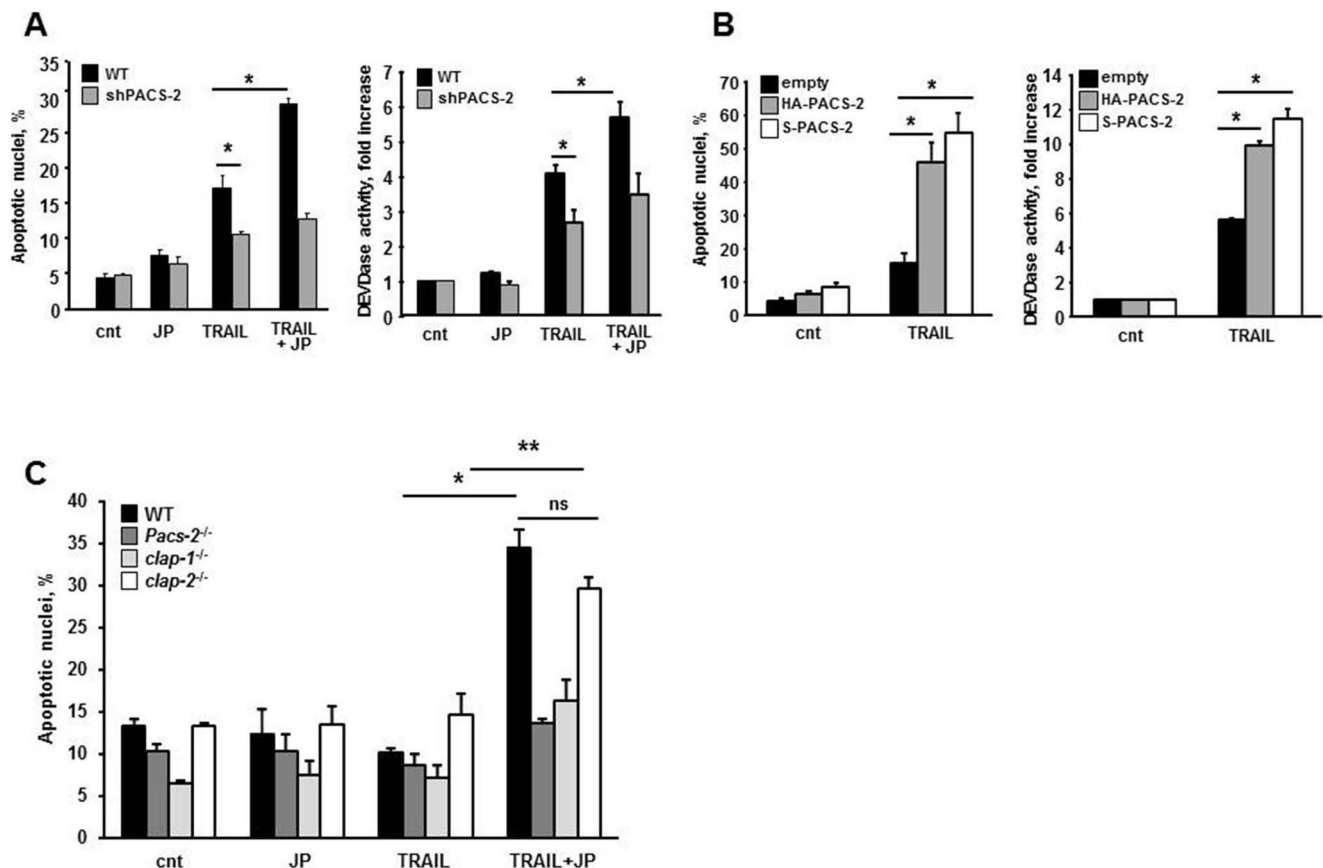 A
Apoptotic nuclei, %
35
30
25
20
15
10
5
0
WT
shPACS-2
*
*
cnt
JP
TRAIL
TRAIL
+ JP
DEVDase activity, fold increase
7
6
5
4
3
2
1
0
WT
shPACS-2
*
*
cnt
JP
TRAIL
TRAIL
+ JP
B
Apoptotic nuclei, %
70
60
50
40
30
20
10
0
empty
HA-PACS-2
S-PACS-2
*
*
cnt
TRAIL
DEVDase activity, fold increase
14
12
10
8
6
4
2
0
empty
HA-PACS-2
S-PACS-2
*
*
cnt
TRAIL
C
Apoptotic nuclei, %
40
35
30
25
20
15
10
5
0
WT
Pacs-2-/-
cIap-1-/-
cIap-2-/-
**
*
ns
cnt
JP
TRAIL
TRAIL+JP